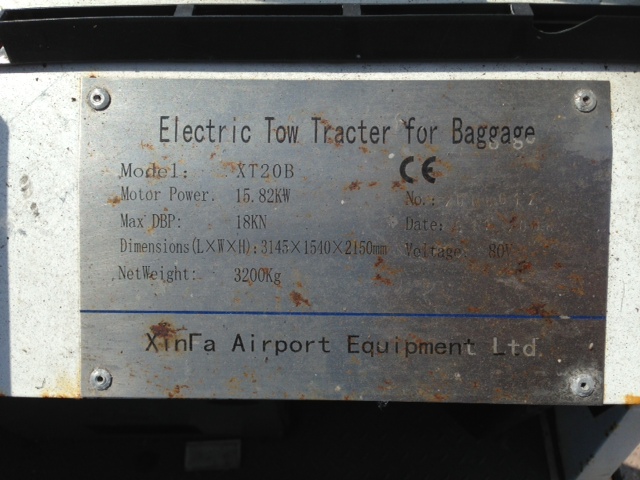 Electric Tow Tracter for Baggage
Model: XT20B CE
Motor Power. 15.82KW No.:
Max DBP: 18KN Date:
Dimensions(L×W×H):3145×1540×2150mm Voltage: 80V
NetWeight: 3200Kg
XinFa Airport Equipment Ltd.